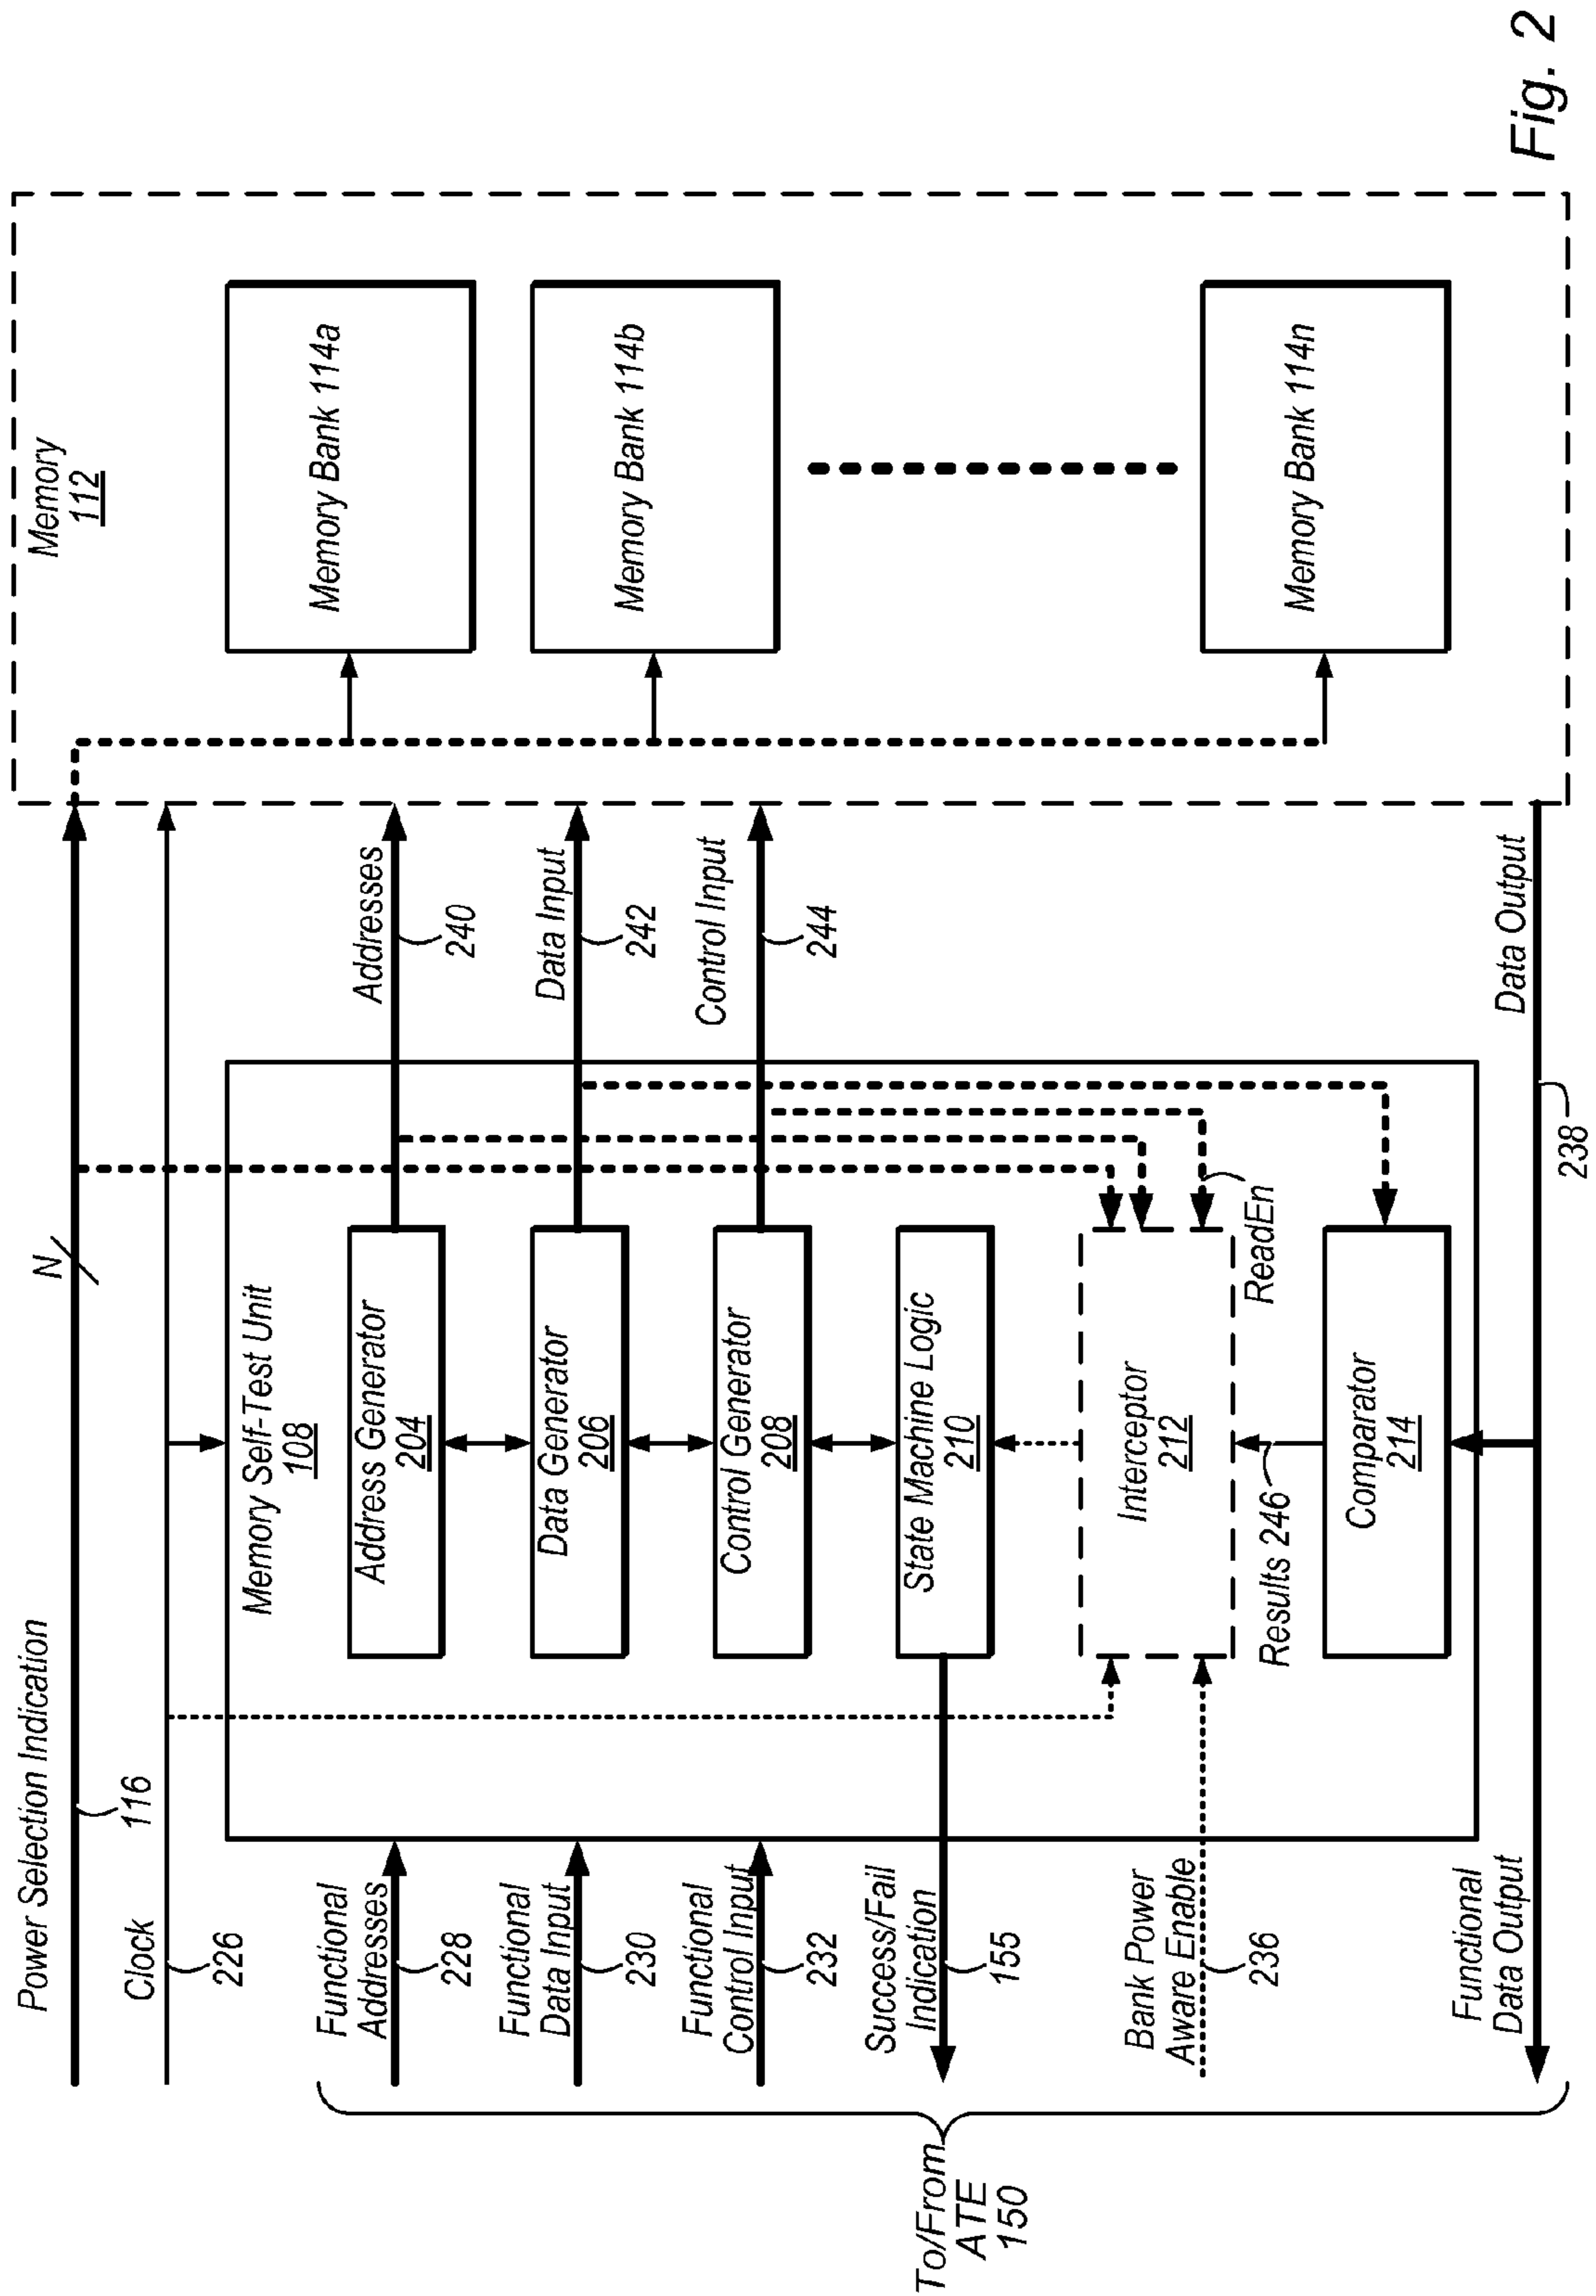 Power Selection Indication
116
N
Clock
226
Memory
112
Memory Self-Test Unit
108
Functional
Addresses
228
Address Generator
204
Addresses
240
Memory Bank 114a
Functional
Data Input
230
Data Generator
206
Data Input
242
Memory Bank 114b
Functional
Control Input
232
Control Generator
208
Control Input
244
Success/Fail
Indication
155
State Machine Logic
210
To/From
ATE
150
Bank Power
Aware Enable
236
Interceptor
212
ReadEn
Results 246
Comparator
214
Memory Bank 114n
Functional
Data Output
Data Output
238
Fig. 2